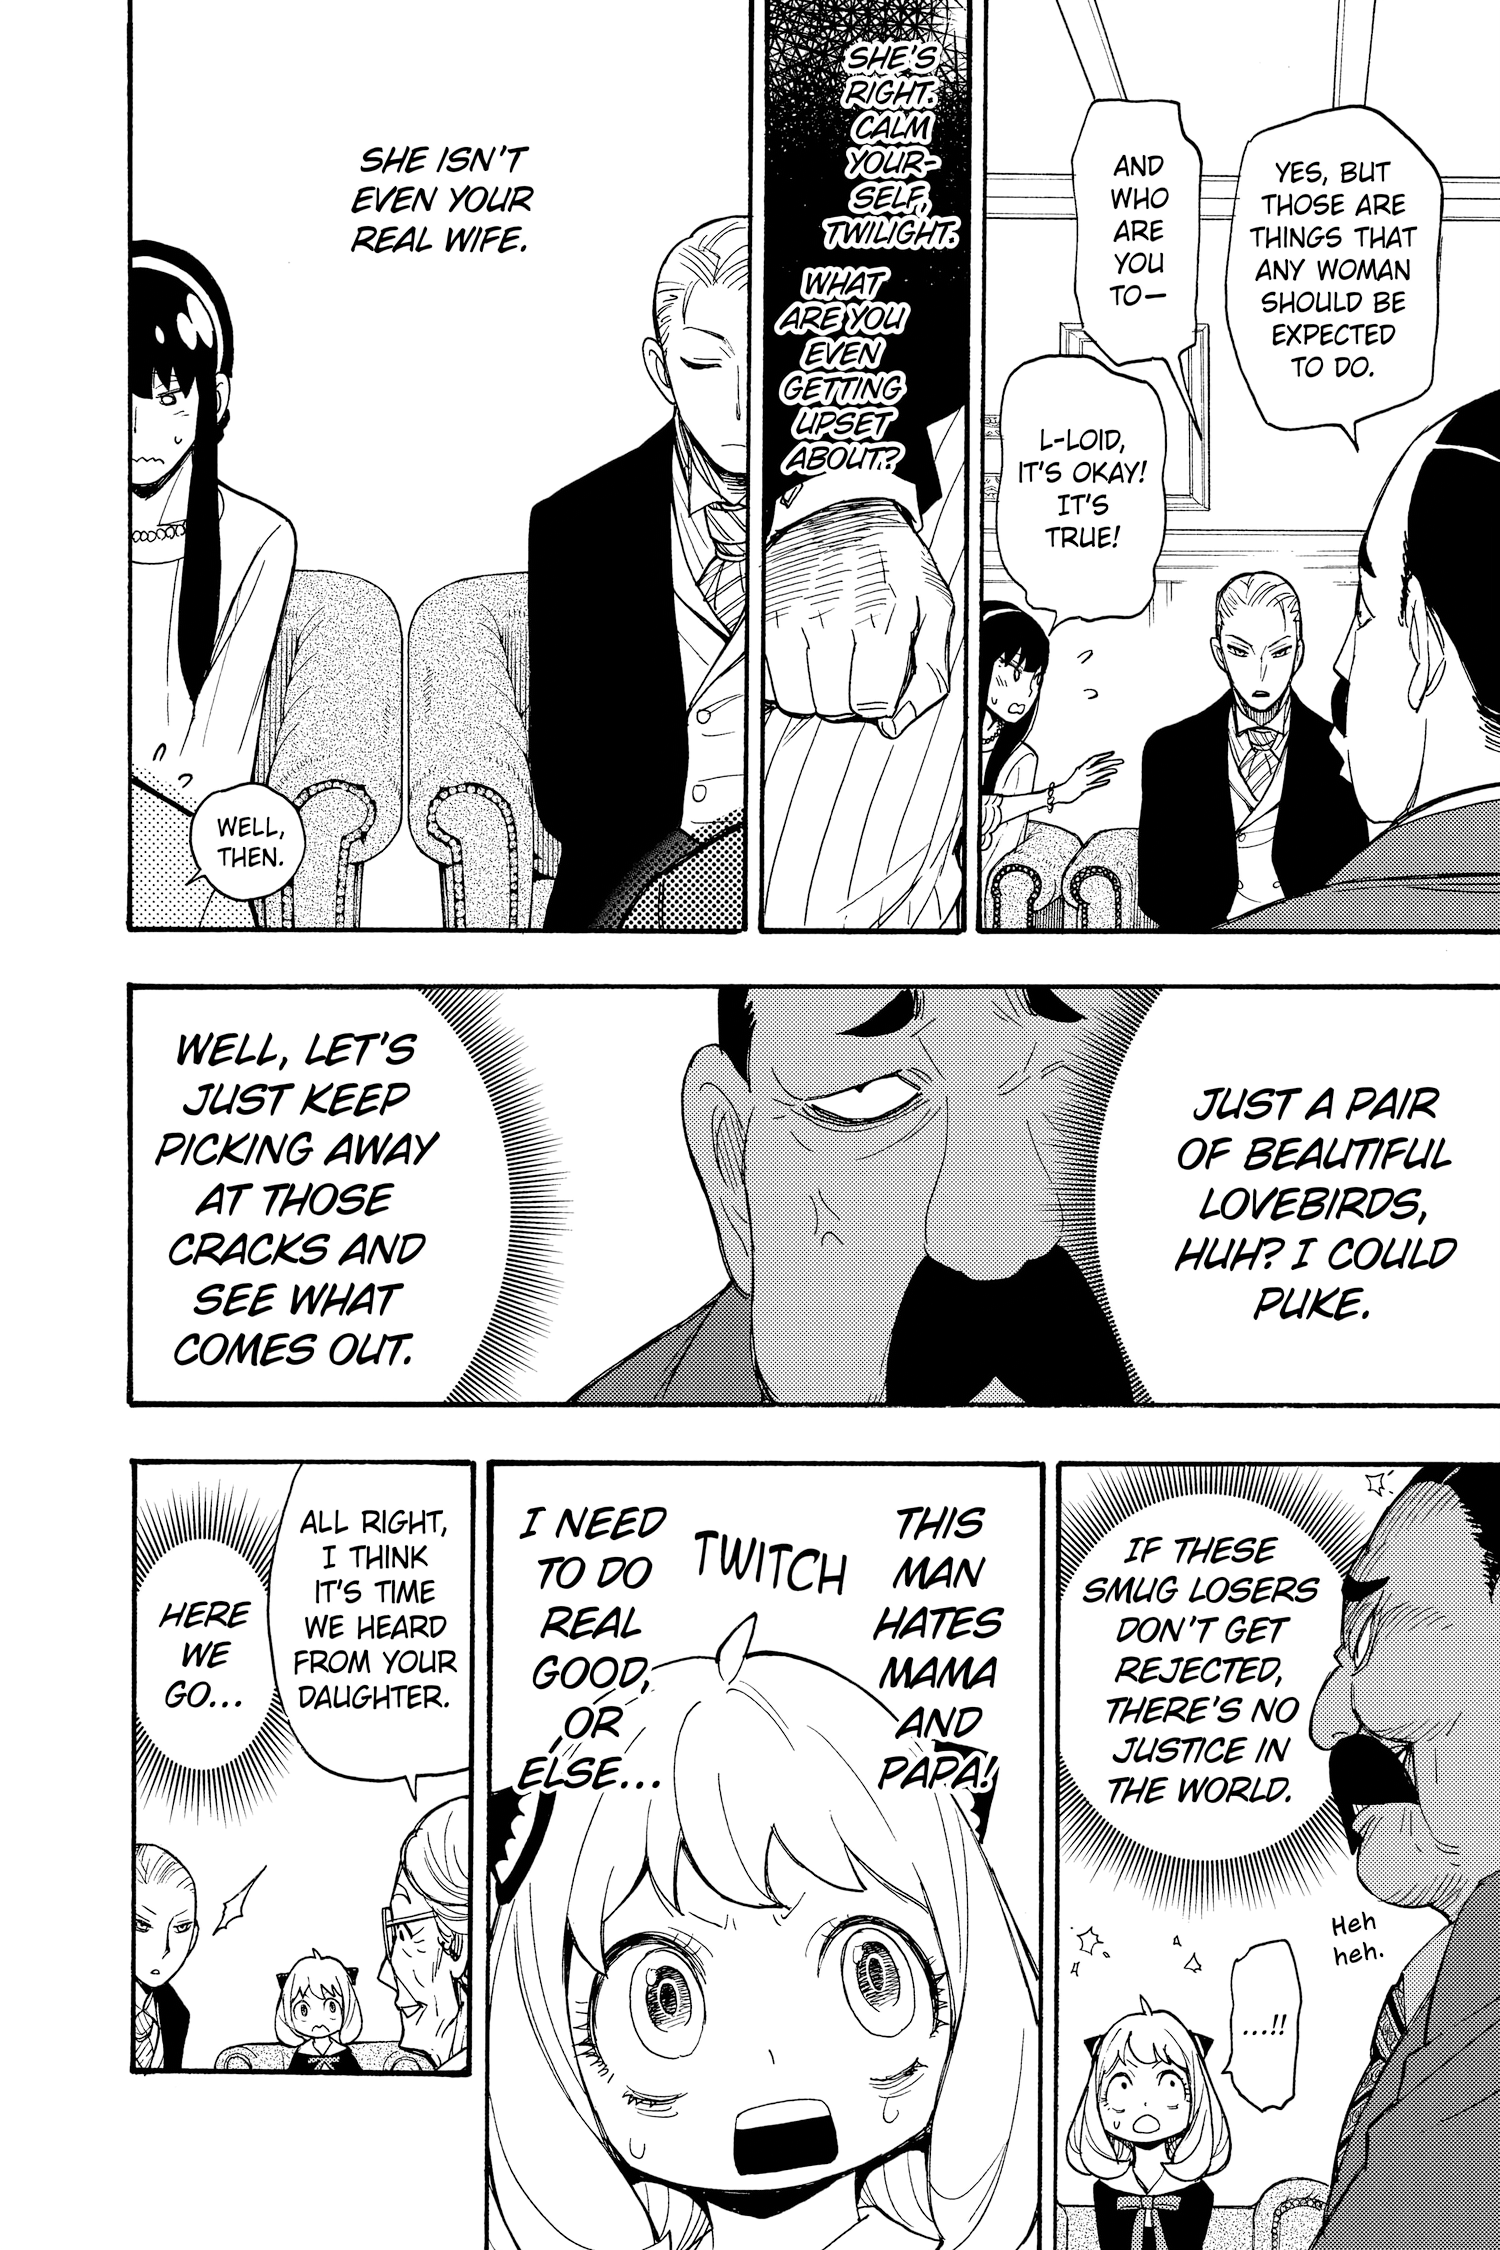 YES, BUT
THOSE ARE
THINGS THAT
ANY WOMAN
SHOULD BE
EXPECTED
TO DO.
AND
WHO
ARE
YOU
TO—
L-LOID,
IT'S OKAY!
IT'S
TRUE!
SHE'S
RIGHT.
CALM
YOUR-
SELF,
TWILIGHT.
WHAT
ARE YOU
EVEN
GETTING
UPSET
ABOUT?
SHE ISN'T
EVEN YOUR
REAL WIFE.
WELL,
THEN.
JUST A PAIR
OF BEAUTIFUL
LOVEBIRDS,
HUH? I COULD
PUKE.
WELL, LET'S
JUST KEEP
PICKING AWAY
AT THOSE
CRACKS AND
SEE WHAT
COMES OUT.
IF THESE
SMUG LOSERS
DON'T GET
REJECTED,
THERE'S NO
JUSTICE IN
THE WORLD.
Heh
heh.
...!!
THIS
MAN
HATES
MAMA
AND
PAPA!
TWITCH
I NEED
TO DO
REAL
GOOD,
OR
ELSE...
ALL RIGHT,
I THINK
IT'S TIME
WE HEARD
FROM YOUR
DAUGHTER.
HERE
WE
GO...